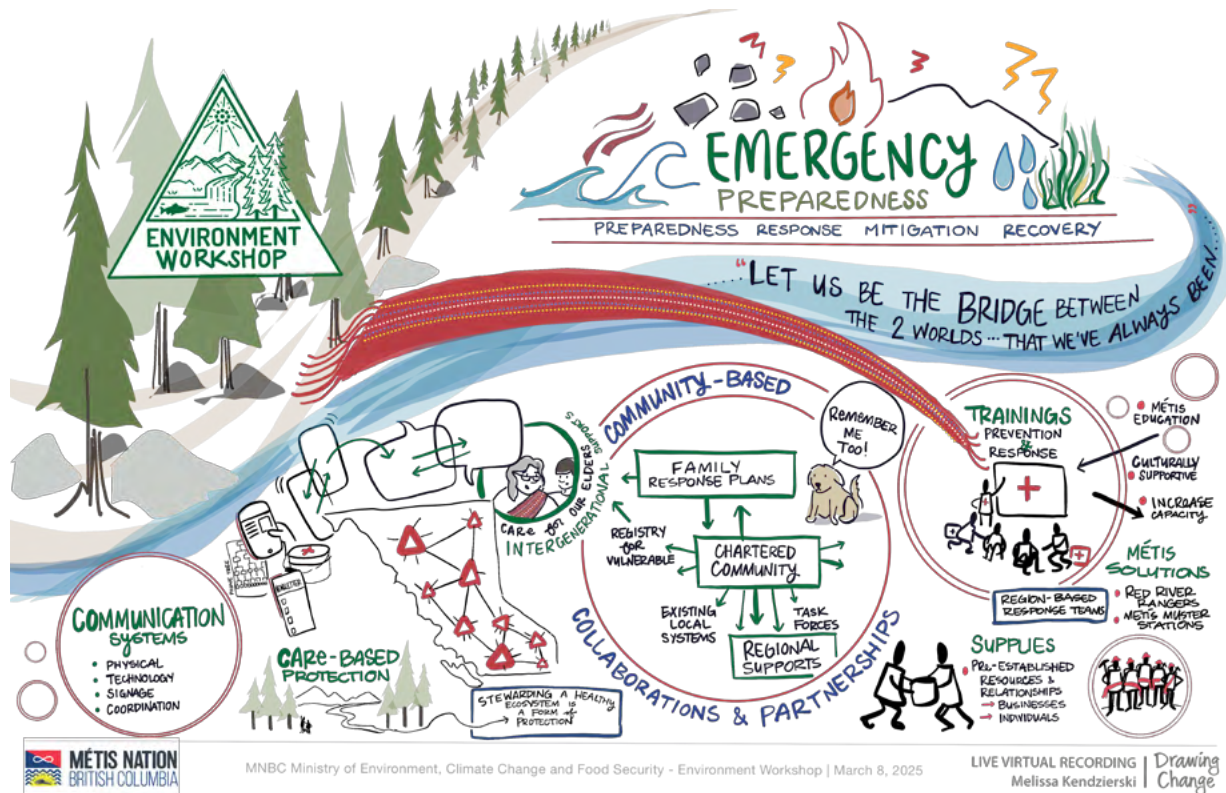 ENVIRONMENT
WORKSHOP
EMERGENCY
PREPAREDNESS
PREPAREDNESS RESPONSE MITIGATION RECOVERY
....."LET US BE THE BRIDGE BETWEEN
THE 2 WORLDS ... THAT WE'VE ALWAYS BEEN....."
COMMUNICATION
SYSTEMS
• PHYSICAL
• TECHNOLOGY
• SIGNAGE
• COORDINATION
PHONE TREE
NEWSLETTER
CARE-BASED
PROTECTION
STEWARDING A HEALTHY
ECOSYSTEM IS
A FORM of
→ PROTECTION
CARE for OUR ELDERS
INTERGENERATIONAL SUPPORTS
COMMUNITY-BASED
FAMILY
RESPONSE PLANS
REGISTRY
for
VULNERABLE
CHARTERED
COMMUNITY
EXISTING
LOCAL
SYSTEMS
TASK
FORCES
REGIONAL
SUPPORTS
COLLABORATIONS & PARTNERSHIPS
REMEMBER
ME
TOO!
TRAININGS
PREVENTION
&
RESPONSE
• MÉTIS
EDUCATION
• CULTURALLY
SUPPORTIVE
• INCREASE
CAPACITY
REGION-BASED
RESPONSE TEAMS
MÉTIS
SOLUTIONS
• RED RIVER
RANGERS
• METIS MUSTER
STATIONS
SUPPLIES
• PRE-ESTABLISHED
RESOURCES &
RELATIONSHIPS
→ BUSINESSES
→ INDIVIDUALS
MÉTIS NATION
BRITISH COLUMBIA
MNBC Ministry of Environment, Climate Change and Food Security - Environment Workshop | March 8, 2025
LIVE VIRTUAL RECORDING
Melissa Kendzierski
Drawing
Change